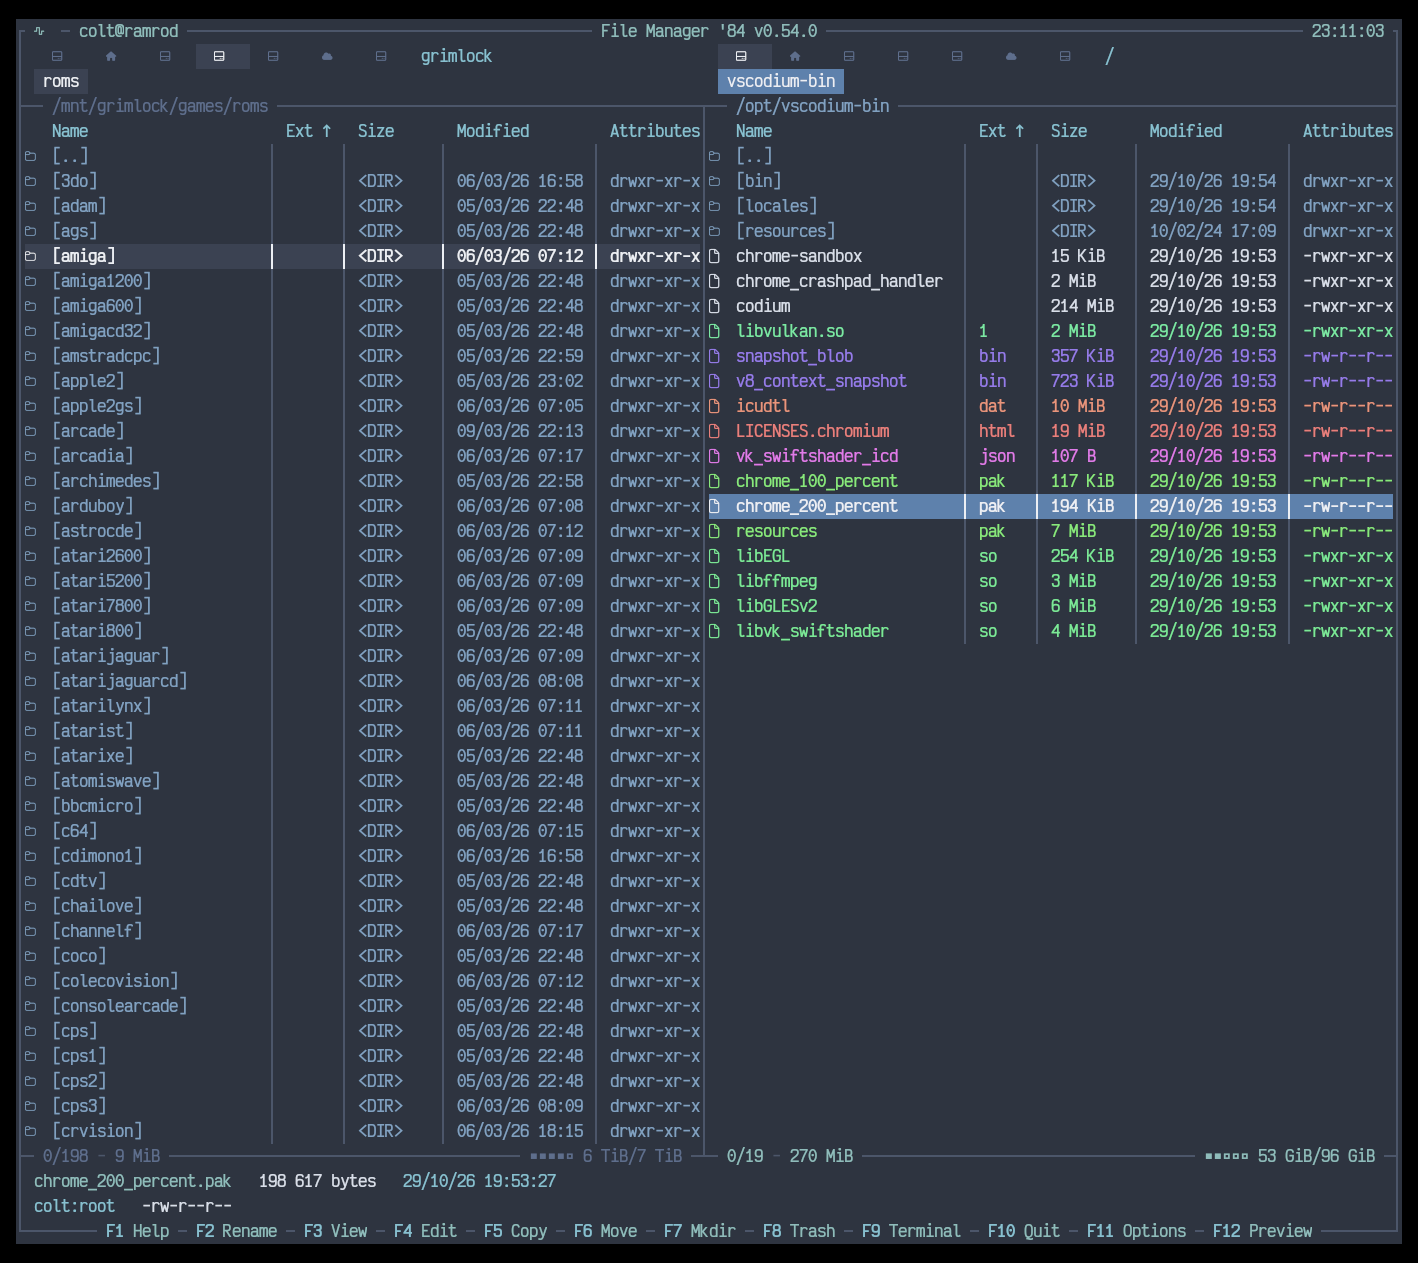 colt@ramrod File Manager '84 v0.54.0 23:11:03
grimlock /
roms vscodium-bin
/mnt/grimlock/games/roms /opt/vscodium-bin
Name Ext ↑ Size Modified Attributes Name Ext ↑ Size Modified Attributes
[..] [..]
[3do] <DIR> 06/03/26 16:58 drwxr-xr-x [bin] <DIR> 29/10/26 19:54 drwxr-xr-x
[adam] <DIR> 05/03/26 22:48 drwxr-xr-x [locales] <DIR> 29/10/26 19:54 drwxr-xr-x
[ags] <DIR> 05/03/26 22:48 drwxr-xr-x [resources] <DIR> 10/02/24 17:09 drwxr-xr-x
[amiga] <DIR> 06/03/26 07:12 drwxr-xr-x chrome-sandbox 15 KiB 29/10/26 19:53 -rwxr-xr-x
[amiga1200] <DIR> 05/03/26 22:48 drwxr-xr-x chrome_crashpad_handler 2 MiB 29/10/26 19:53 -rwxr-xr-x
[amiga600] <DIR> 05/03/26 22:48 drwxr-xr-x codium 214 MiB 29/10/26 19:53 -rwxr-xr-x
[amigacd32] <DIR> 05/03/26 22:48 drwxr-xr-x libvulkan.so 1 2 MiB 29/10/26 19:53 -rwxr-xr-x
[amstradcpc] <DIR> 05/03/26 22:59 drwxr-xr-x snapshot_blob bin 357 KiB 29/10/26 19:53 -rw-r--r--
[apple2] <DIR> 05/03/26 23:02 drwxr-xr-x v8_context_snapshot bin 723 KiB 29/10/26 19:53 -rw-r--r--
[apple2gs] <DIR> 06/03/26 07:05 drwxr-xr-x icudtl dat 10 MiB 29/10/26 19:53 -rw-r--r--
[arcade] <DIR> 09/03/26 22:13 drwxr-xr-x LICENSES.chromium html 19 MiB 29/10/26 19:53 -rw-r--r--
[arcadia] <DIR> 06/03/26 07:17 drwxr-xr-x vk_swiftshader_icd json 107 B 29/10/26 19:53 -rw-r--r--
[archimedes] <DIR> 05/03/26 22:58 drwxr-xr-x chrome_100_percent pak 117 KiB 29/10/26 19:53 -rw-r--r--
[arduboy] <DIR> 06/03/26 07:08 drwxr-xr-x chrome_200_percent pak 194 KiB 29/10/26 19:53 -rw-r--r--
[astrocde] <DIR> 06/03/26 07:12 drwxr-xr-x resources pak 7 MiB 29/10/26 19:53 -rw-r--r--
[atari2600] <DIR> 06/03/26 07:09 drwxr-xr-x libEGL so 254 KiB 29/10/26 19:53 -rwxr-xr-x
[atari5200] <DIR> 06/03/26 07:09 drwxr-xr-x libffmpeg so 3 MiB 29/10/26 19:53 -rwxr-xr-x
[atari7800] <DIR> 06/03/26 07:09 drwxr-xr-x libGLESv2 so 6 MiB 29/10/26 19:53 -rwxr-xr-x
[atari800] <DIR> 05/03/26 22:48 drwxr-xr-x libvk_swiftshader so 4 MiB 29/10/26 19:53 -rwxr-xr-x
[atarijaguar] <DIR> 06/03/26 07:09 drwxr-xr-x
[atarijaguarcd] <DIR> 06/03/26 08:08 drwxr-xr-x
[atarilynx] <DIR> 06/03/26 07:11 drwxr-xr-x
[atarist] <DIR> 06/03/26 07:11 drwxr-xr-x
[atarixe] <DIR> 05/03/26 22:48 drwxr-xr-x
[atomiswave] <DIR> 05/03/26 22:48 drwxr-xr-x
[bbcmicro] <DIR> 05/03/26 22:48 drwxr-xr-x
[c64] <DIR> 06/03/26 07:15 drwxr-xr-x
[cdimono1] <DIR> 06/03/26 16:58 drwxr-xr-x
[cdtv] <DIR> 05/03/26 22:48 drwxr-xr-x
[chailove] <DIR> 05/03/26 22:48 drwxr-xr-x
[channelf] <DIR> 06/03/26 07:17 drwxr-xr-x
[coco] <DIR> 05/03/26 22:48 drwxr-xr-x
[colecovision] <DIR> 06/03/26 07:12 drwxr-xr-x
[consolearcade] <DIR> 05/03/26 22:48 drwxr-xr-x
[cps] <DIR> 05/03/26 22:48 drwxr-xr-x
[cps1] <DIR> 05/03/26 22:48 drwxr-xr-x
[cps2] <DIR> 05/03/26 22:48 drwxr-xr-x
[cps3] <DIR> 06/03/26 08:09 drwxr-xr-x
[crvision] <DIR> 06/03/26 18:15 drwxr-xr-x
0/198 - 9 MiB 6 TiB/7 TiB 0/19 - 270 MiB 53 GiB/96 GiB
chrome_200_percent.pak 198 617 bytes 29/10/26 19:53:27
colt:root -rw-r--r--
F1 Help - F2 Rename - F3 View - F4 Edit - F5 Copy - F6 Move - F7 Mkdir - F8 Trash - F9 Terminal - F10 Quit - F11 Options - F12 Preview